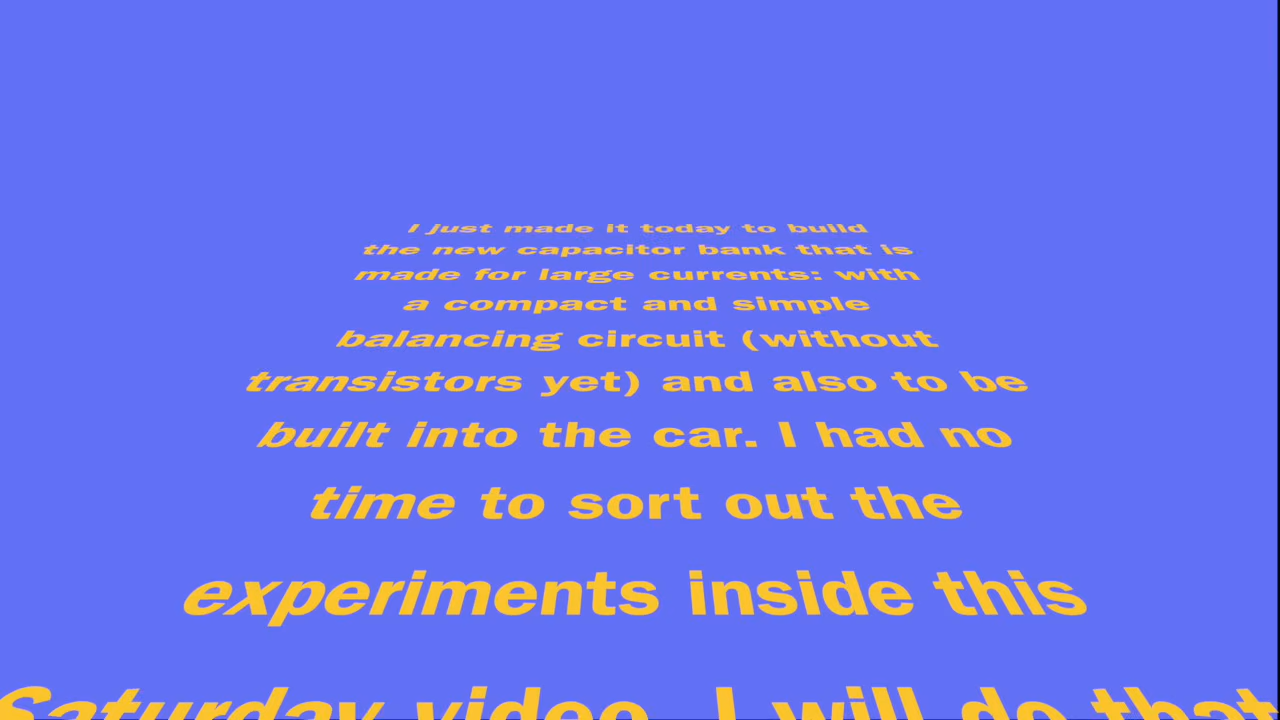 I just made it today to build
the new capacitor bank that is
made for large currents: with
a compact and simple
balancing circuit (without
transistors yet) and also to be
built into the car. I had no
time to sort out the
experiments inside this
Saturday video. I will do that